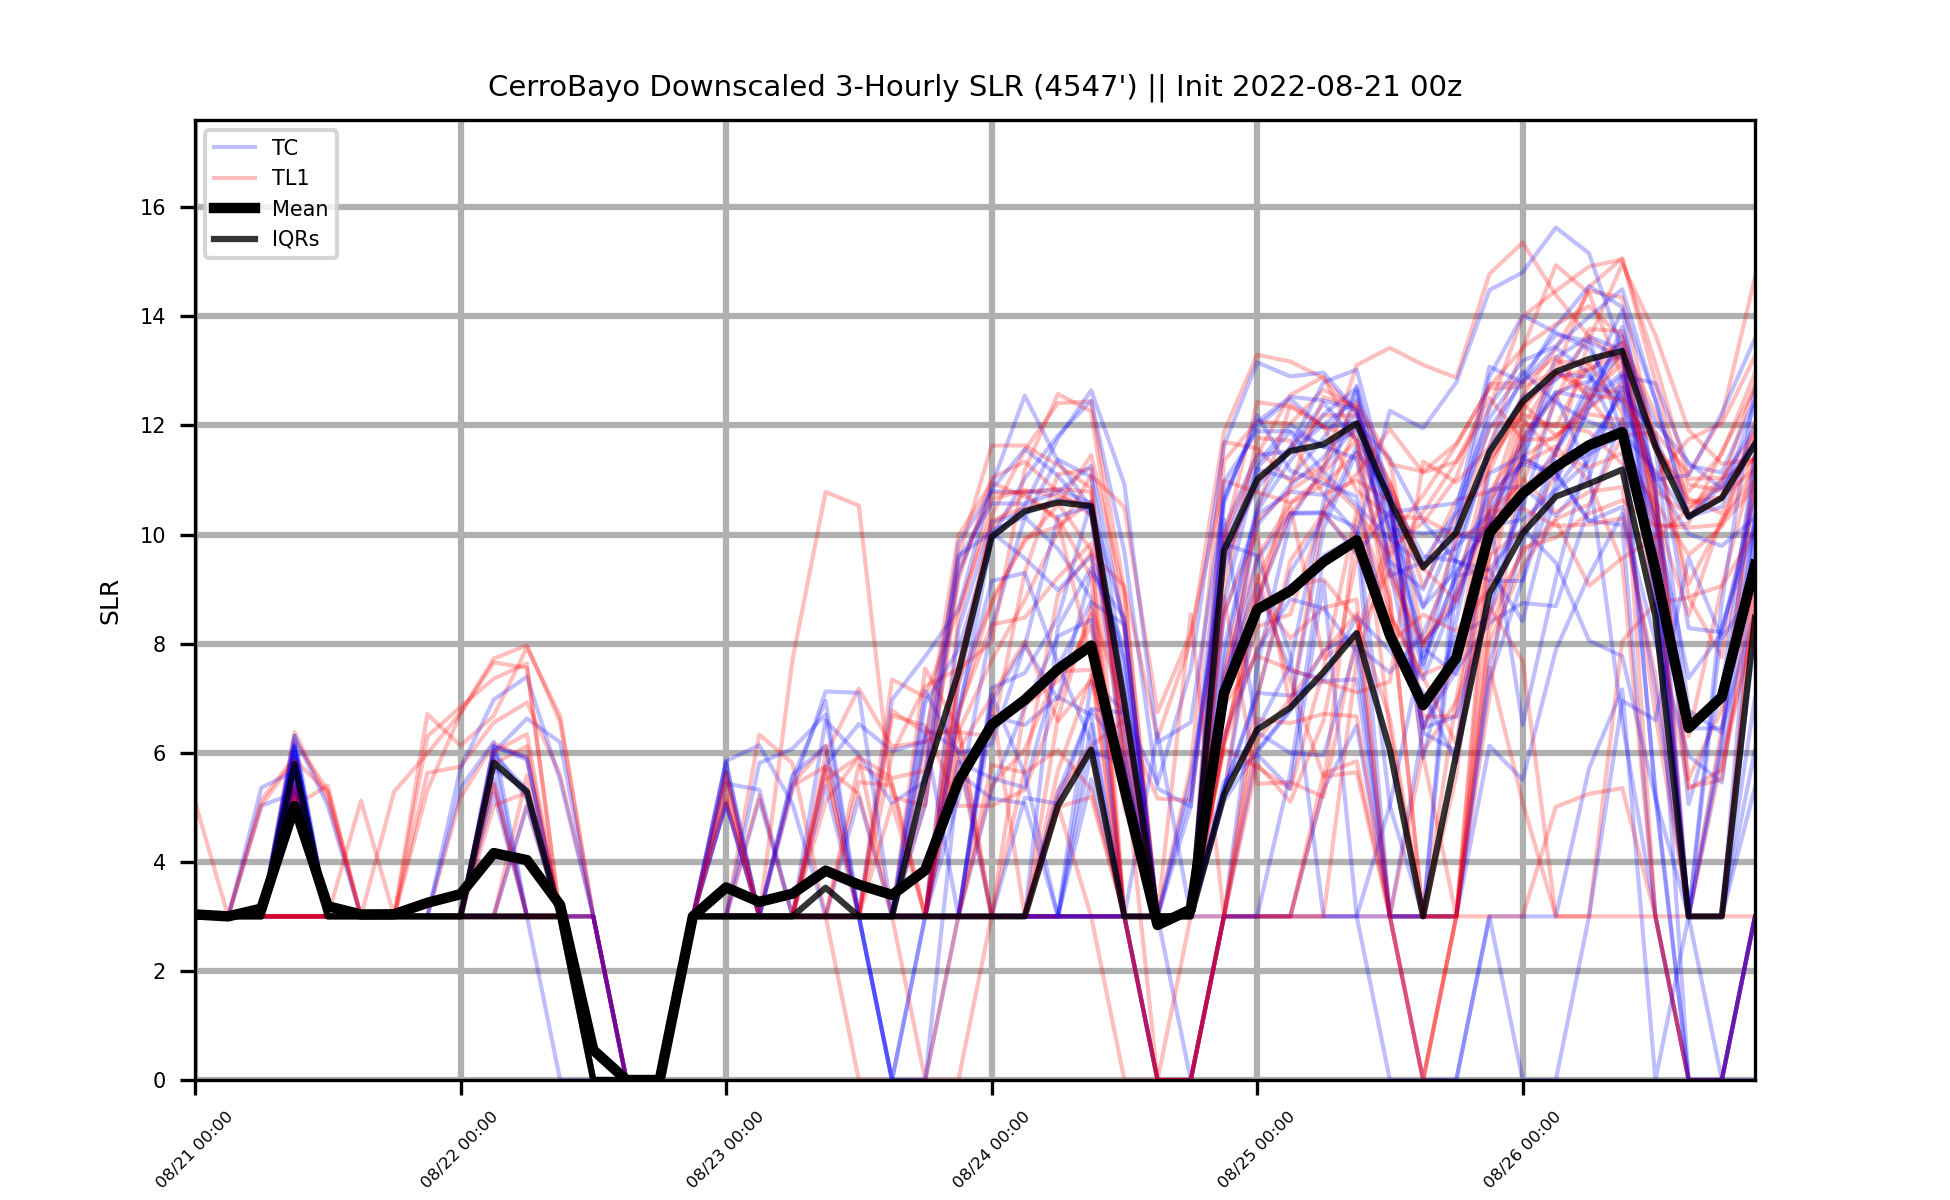 CerroBayo Downscaled 3-Hourly SLR (4547') || Init 2022-08-21 00z
TC
TL1
Mean
IQRs
16
14
12
10
8
6
4
2
0
SLR
08/21 00:00
08/22 00:00
08/23 00:00
08/24 00:00
08/25 00:00
08/26 00:00